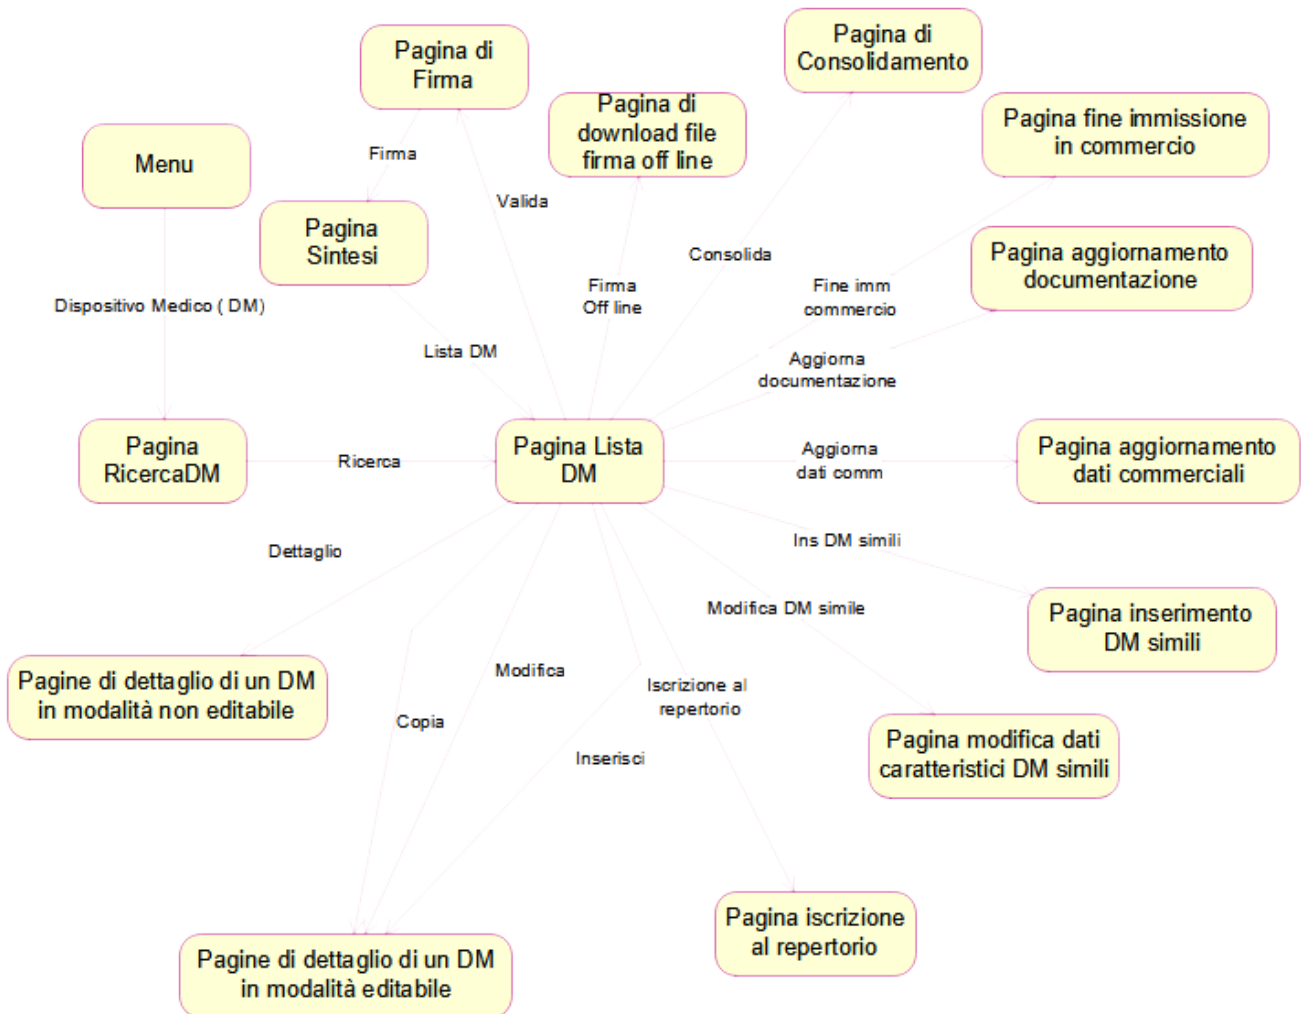 Pagina di
Firma
Pagina di
Consolidamento
Pagina di
download file
firma off line
Pagina fine immissione
in commercio
Menu
Firma
Valida
Pagina
Sintesi
Consolida
Pagina aggiornamento
documentazione
Firma
Off line
Fine imm
commercio
Dispositivo Medico ( DM)
Lista DM
Aggiorna
documentazione
Pagina
RicercaDM
Ricerca
Pagina Lista
DM
Aggiorna
dati comm
Pagina aggiornamento
dati commerciali
Dettaglio
Ins DM simili
Modifica DM simile
Pagina inserimento
DM simili
Pagine di dettaglio di un DM
in modalità non editabile
Modifica
Iscrizione al
repertorio
Copia
Inserisci
Pagina modifica dati
caratteristici DM simili
Pagina iscrizione
al repertorio
Pagine di dettaglio di un DM
in modalità editabile